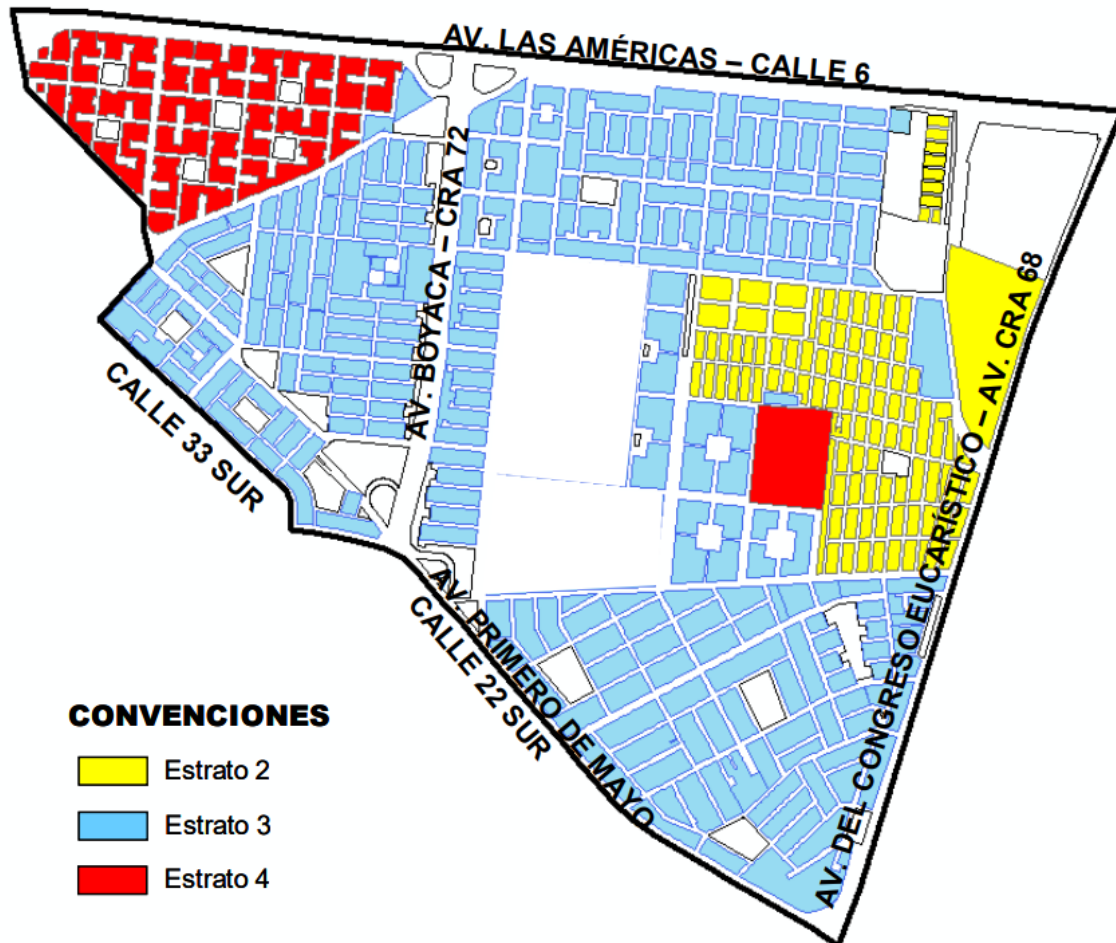 AV. LAS AMÉRICAS – CALLE 6
AV. BOYACA – CRA 72
AV. DEL CONGRESO EUCARÍSTICO – AV. CRA 68
CALLE 33 SUR
AV. PRIMERO DE MAYO
CALLE 22 SUR
CONVENCIONES
Estrato 2
Estrato 3
Estrato 4